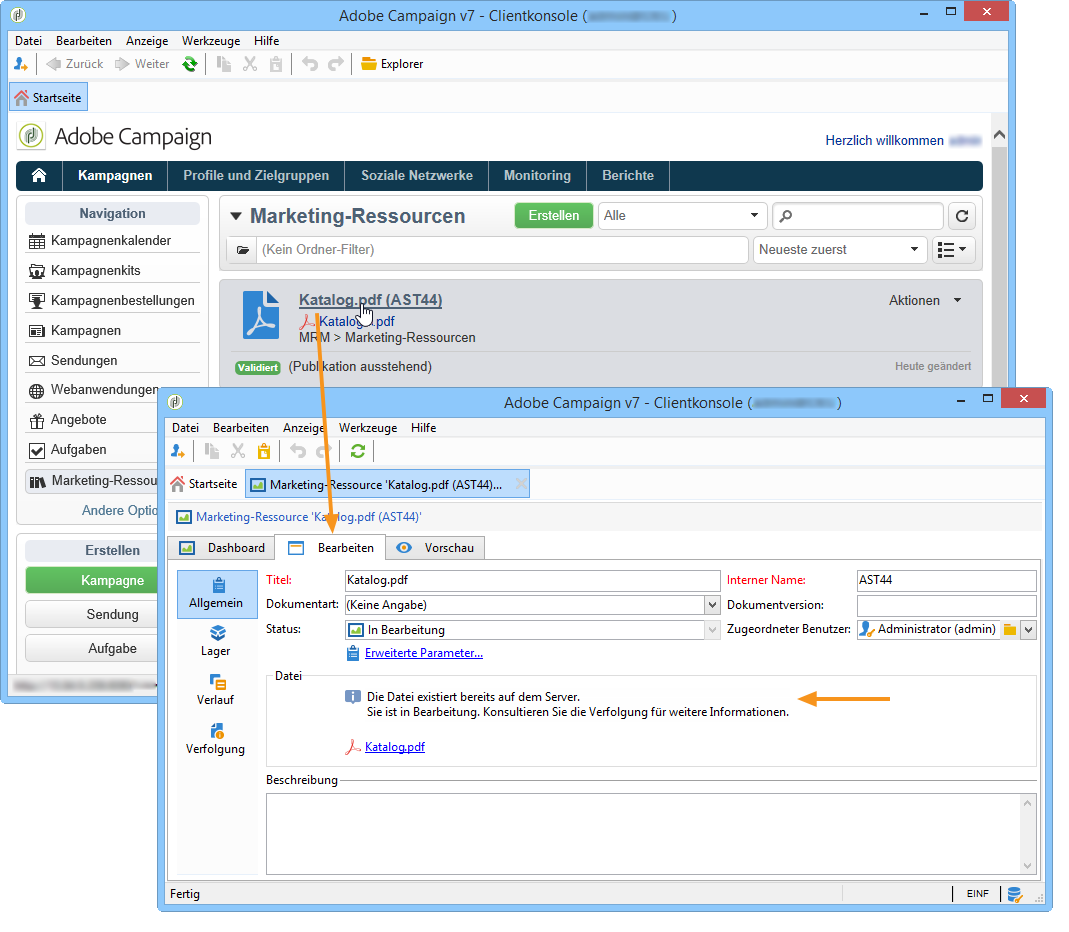 Adobe Campaign v7 - Clientkonsole ( )
Datei Bearbeiten Anzeige Werkzeuge Hilfe
Zurück Weiter Explorer
Startseite
Adobe Campaign
Herzlich willkommen
Kampagnen Profile und Zielgruppen Soziale Netzwerke Monitoring Berichte
Navigation
Kampagnenkalender
Kampagnenkits
Kampagnenbestellungen
Kampagnen
Sendungen
Webanwendungen
Angebote
Aufgaben
Marketing-Ressou
Andere Optio
Erstellen
Kampagne
Sendung
Aufgabe
Marketing-Ressourcen Erstellen Alle
(Kein Ordner-Filter) Neueste zuerst
Katalog.pdf (AST44) Aktionen
Katalog.pdf
MRM > Marketing-Ressourcen
Validiert (Publikation ausstehend) Heute geändert
Adobe Campaign v7 - Clientkonsole ( )
Datei Bearbeiten Anzeige Werkzeuge Hilfe
Startseite Marketing-Ressource 'Katalog.pdf (AST44)...
Marketing-Ressource 'Katalog.pdf (AST44)'
Dashboard Bearbeiten Vorschau
Allgemein
Lager
Verlauf
Verfolgung
Titel: Katalog.pdf Interner Name: AST44
Dokumentart: (Keine Angabe) Dokumentversion:
Status: In Bearbeitung Zugeordneter Benutzer: Administrator (admin)
Erweiterte Parameter...
Datei
Die Datei existiert bereits auf dem Server.
Sie ist in Bearbeitung. Konsultieren Sie die Verfolgung für weitere Informationen.
Katalog.pdf
Beschreibung
Fertig EINF